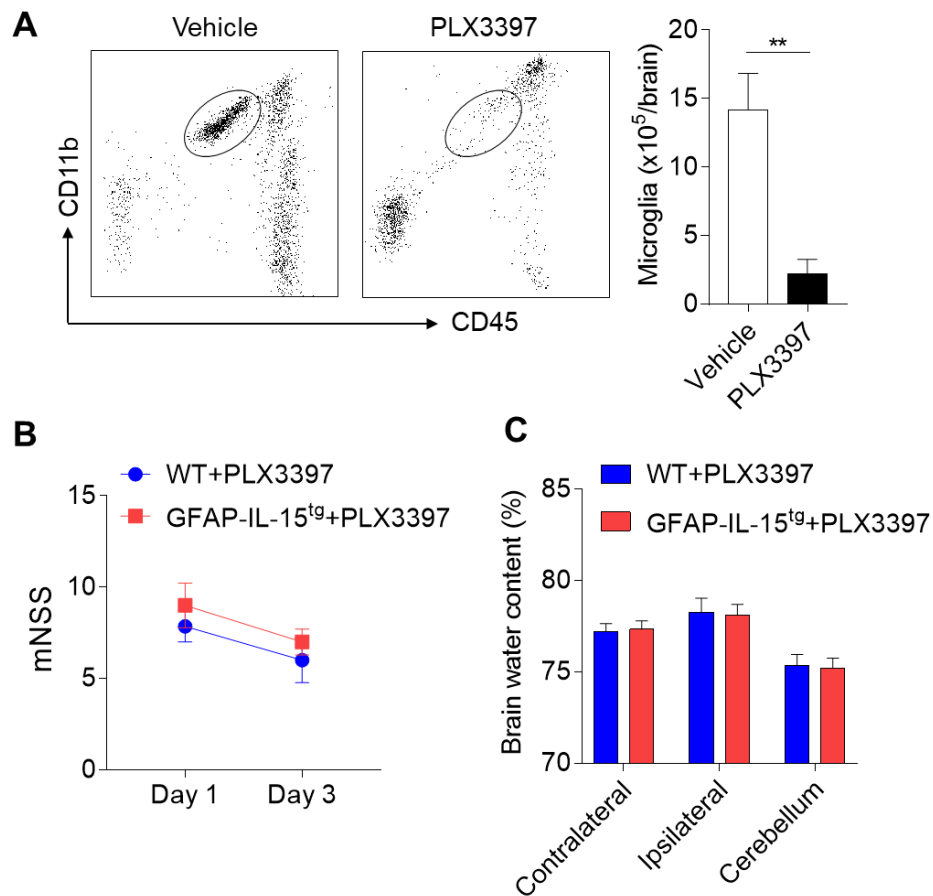 A
Vehicle
PLX3397
CD11b
CD45
Microglia (x10⁵/brain)
20
15
10
5
0
**
Vehicle
PLX3397
B
WT+PLX3397
GFAP-IL-15ᵗᵍ+PLX3397
mNSS
15
10
5
0
Day 1
Day 3
C
WT+PLX3397
GFAP-IL-15ᵗᵍ+PLX3397
Brain water content (%)
85
80
75
70
Contralateral
Ipsilateral
Cerebellum